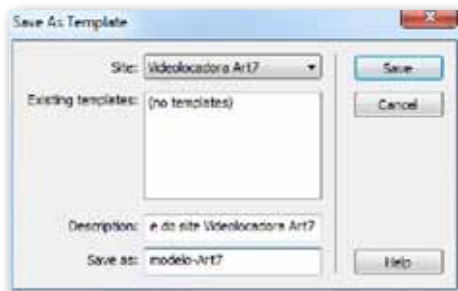 Save As Template
Site: Videolocadora Art7
Save
Existing templates: (no templates)
Cancel
Description: e do site Videolocadora Art7
Save as: modelo-Art7
Help